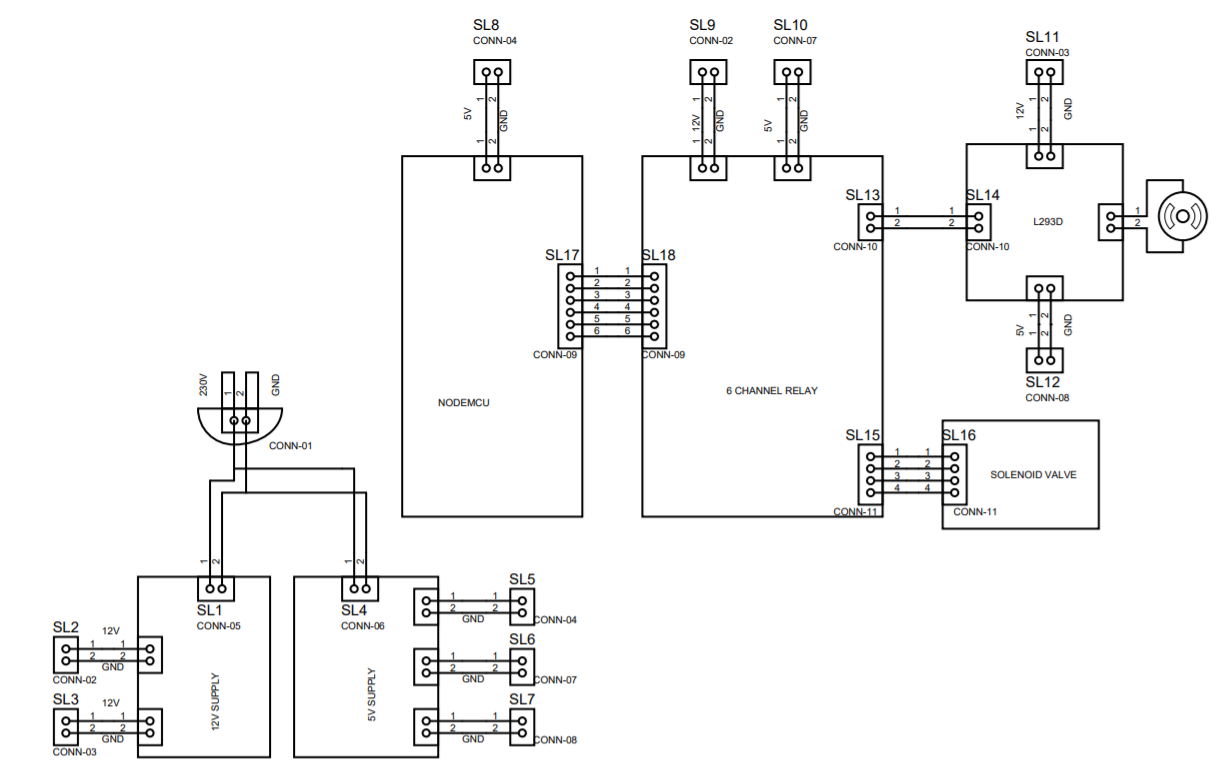 SL8
CONN-04
1
2
5V
GND
1
2
SL9
CONN-02
1
2
12V
GND
1
2
SL10
CONN-07
1
2
5V
GND
1
2
SL11
CONN-03
1
2
12V
GND
1
2
SL13
1 1
2 2
CONN-10
SL14
CONN-10
L293D
1
2
SL17
CONN-09
1 1
2 2
3 3
4 4
5 5
6 6
SL18
CONN-09
1
2
5V
GND
1
2
SL12
CONN-08
NODEMCU
6 CHANNEL RELAY
SL15
CONN-11
1 1
2 2
3 3
4 4
SL16
CONN-11
SOLENOID VALVE
230V
1
2
GND
CONN-01
1
2
SL1
CONN-05
1
2
SL4
CONN-06
SL2
12V
1 1
2 2
GND
CONN-02
SL3
12V
1 1
2 2
GND
CONN-03
12V SUPPLY
5V SUPPLY
SL5
1 1
2 2
GND
CONN-04
SL6
1 1
2 2
GND
CONN-07
SL7
1 1
2 2
GND
CONN-08